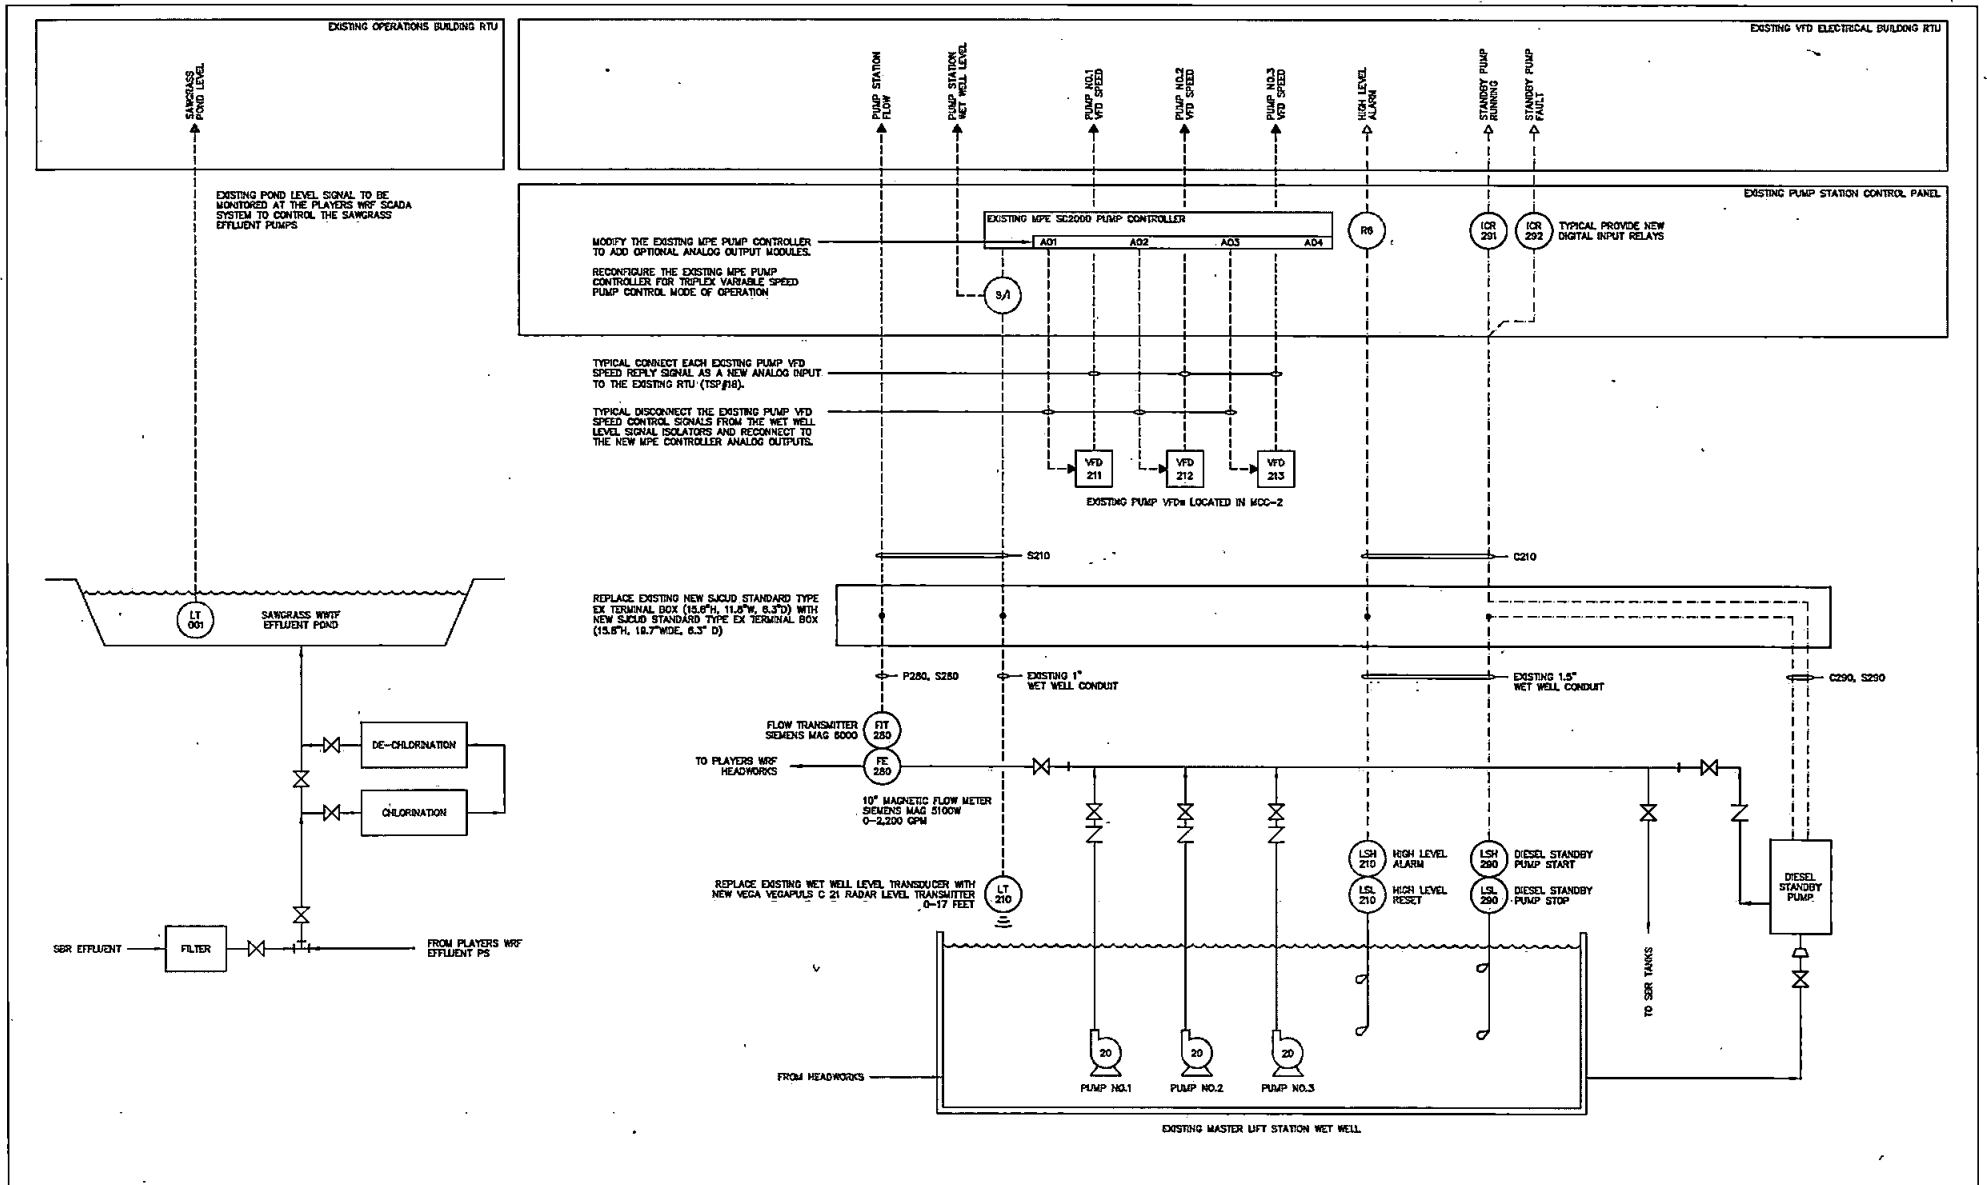 EXISTING OPERATIONS BUILDING RTU
SAWGRASS
POND LEVEL
EXISTING POND LEVEL SIGNAL TO BE
MONITORED AT THE PLAYERS WRF SCADA
SYSTEM TO CONTROL THE SAWGRASS
EFFLUENT PUMPS
EXISTING VFD ELECTRICAL BUILDING RTU
PUMP STATION
FLOW
PUMP STATION
WET WELL LEVEL
PUMP NO.1
VFD SPEED
PUMP NO.2
VFD SPEED
PUMP NO.3
VFD SPEED
HIGH LEVEL
ALARM
STANDBY PUMP
RUNNING
STANDBY PUMP
FAULT
EXISTING PUMP STATION CONTROL PANEL
EXISTING MPE SC2000 PUMP CONTROLLER
AO1
AO2
AO3
AO4
R6
ICR
291
ICR
292
TYPICAL PROVIDE NEW
DIGITAL INPUT RELAYS
MODIFY THE EXISTING MPE PUMP CONTROLLER
TO ADD OPTIONAL ANALOG OUTPUT MODULES.
RECONFIGURE THE EXISTING MPE PUMP
CONTROLLER FOR TRIPLEX VARIABLE SPEED
PUMP CONTROL MODE OF OPERATION
S/I
TYPICAL CONNECT EACH EXISTING PUMP VFD
SPEED REPLY SIGNAL AS A NEW ANALOG INPUT
TO THE EXISTING RTU (TSP#18).
TYPICAL DISCONNECT THE EXISTING PUMP VFD
SPEED CONTROL SIGNALS FROM THE WET WELL
LEVEL SIGNAL ISOLATORS AND RECONNECT TO
THE NEW MPE CONTROLLER ANALOG OUTPUTS.
VFD
211
VFD
212
VFD
213
EXISTING PUMP VFDs LOCATED IN MCC-2
S210
C210
REPLACE EXISTING NEW SJCUD STANDARD TYPE
EX TERMINAL BOX (15.6"H, 11.8"W, 6.3"D) WITH
NEW SJCUD STANDARD TYPE EX TERMINAL BOX
(15.6"H, 19.7"WIDE, 6.3" D)
LT
001
SAWGRASS WWTF
EFFLUENT POND
P280, S280
EXISTING 1"
WET WELL CONDUIT
EXISTING 1.5"
WET WELL CONDUIT
C290, S290
FLOW TRANSMITTER
SIEMENS MAG 6000
FIT
280
TO PLAYERS WRF
HEADWORKS
FE
280
10" MAGNETIC FLOW METER
SIEMENS MAG 5100W
0-2,200 GPM
DE-CHLORINATION
CHLORINATION
LSH
210
HIGH LEVEL
ALARM
LSL
210
HIGH LEVEL
RESET
LSH
290
DIESEL STANDBY
PUMP START
LSL
290
DIESEL STANDBY
PUMP STOP
DIESEL
STANDBY
PUMP
REPLACE EXISTING WET WELL LEVEL TRANSDUCER WITH
NEW VEGA VEGAPULS C 21 RADAR LEVEL TRANSMITTER
0-17 FEET
LT
210
SBR EFFLUENT
FILTER
FROM PLAYERS WRF
EFFLUENT PS
TO SBR TANKS
20
20
20
PUMP NO.1
PUMP NO.2
PUMP NO.3
FROM HEADWORKS
EXISTING MASTER LIFT STATION WET WELL